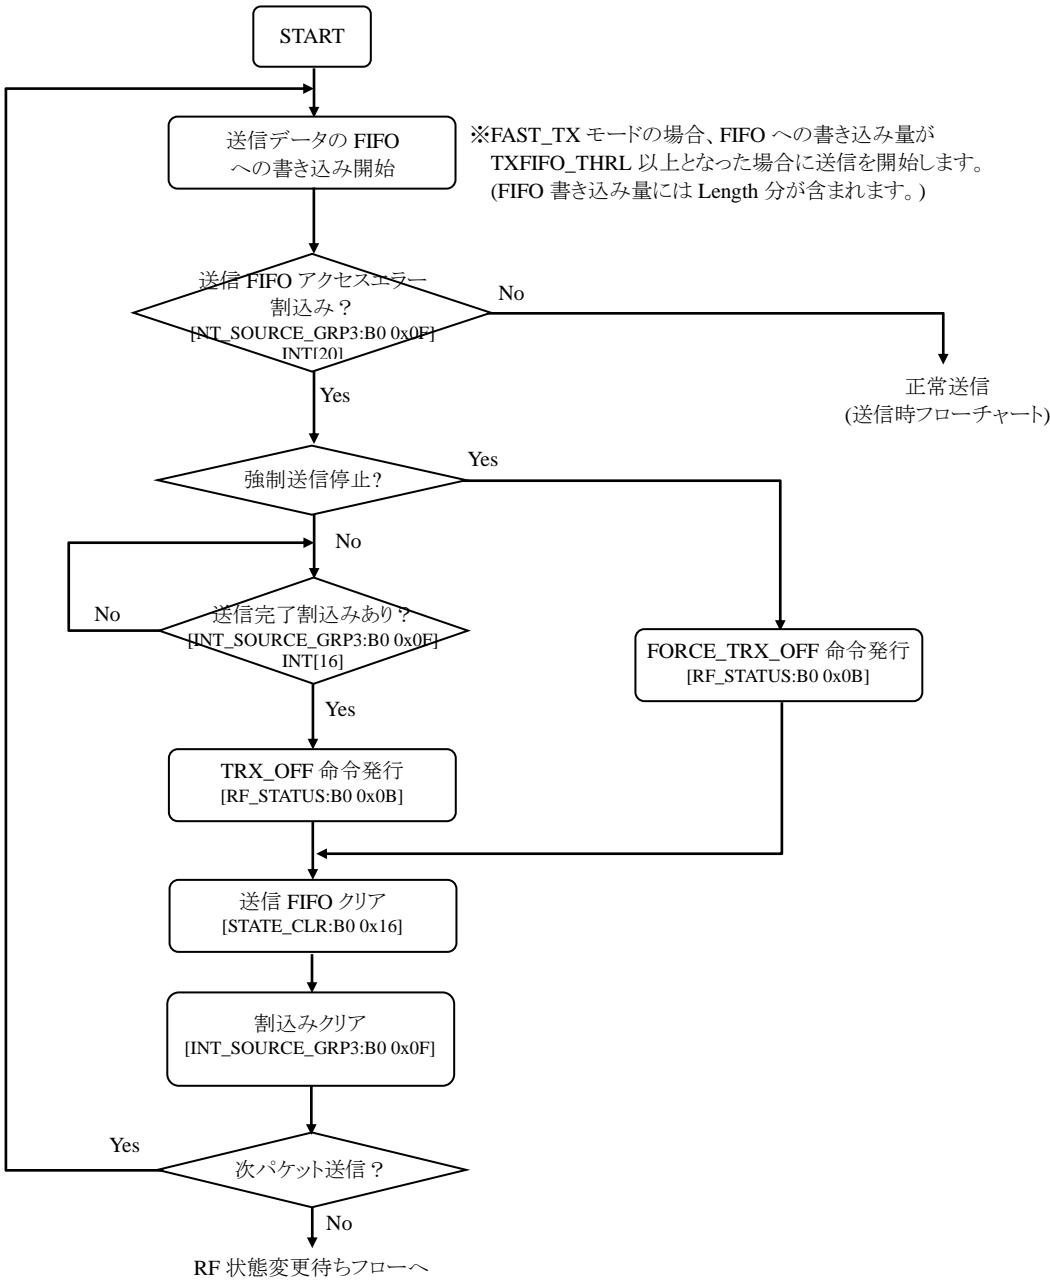 START
送信データの FIFO
への書き込み開始
※FAST_TX モードの場合、FIFO への書き込み量が
TXFIFO_THRL 以上となった場合に送信を開始します。
(FIFO 書き込み量には Length 分が含まれます。)
送信 FIFO アクセスエラー
割込み？
[NT_SOURCE_GRP3:B0 0x0F]
INT[20]
No
正常送信
(送信時フローチャート)
Yes
強制送信停止?
Yes
No
No
送信完了割込みあり？
[INT_SOURCE_GRP3:B0 0x0F]
INT[16]
FORCE_TRX_OFF 命令発行
[RF_STATUS:B0 0x0B]
Yes
TRX_OFF 命令発行
[RF_STATUS:B0 0x0B]
送信 FIFO クリア
[STATE_CLR:B0 0x16]
割込みクリア
[INT_SOURCE_GRP3:B0 0x0F]
Yes
次パケット送信？
No
RF 状態変更待ちフローへ